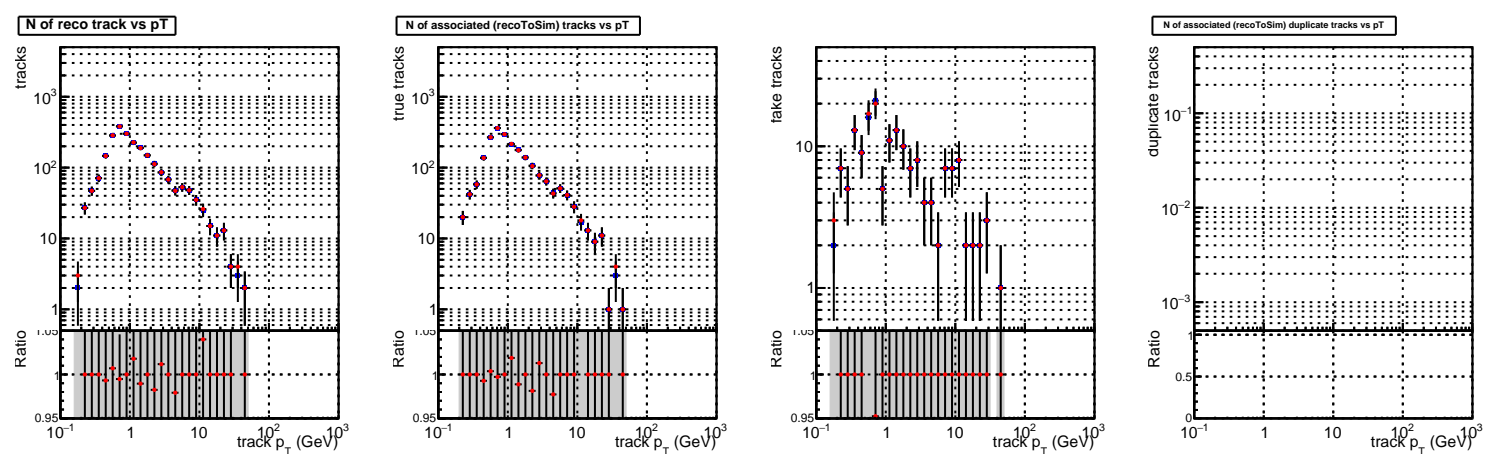 N of reco track vs pT
tracks
10³
10²
10
1
1.05
Ratio
1
0.95
10⁻¹ 1 10 10² 10³
track p_T (GeV)
N of associated (recoToSim) tracks vs pT
true tracks
10³
10²
10
1
1.05
Ratio
1
0.95
10⁻¹ 1 10 10² 10³
track p_T (GeV)
fake tracks
10
1
1.05
Ratio
1
0.95
10⁻¹ 1 10 10² 10³
track p_T (GeV)
N of associated (recoToSim) duplicate tracks vs pT
duplicate tracks
10⁻¹
10⁻²
10⁻³
Ratio
1
0.5
0
10⁻¹ 1 10 10² 10³
track p_T (GeV)